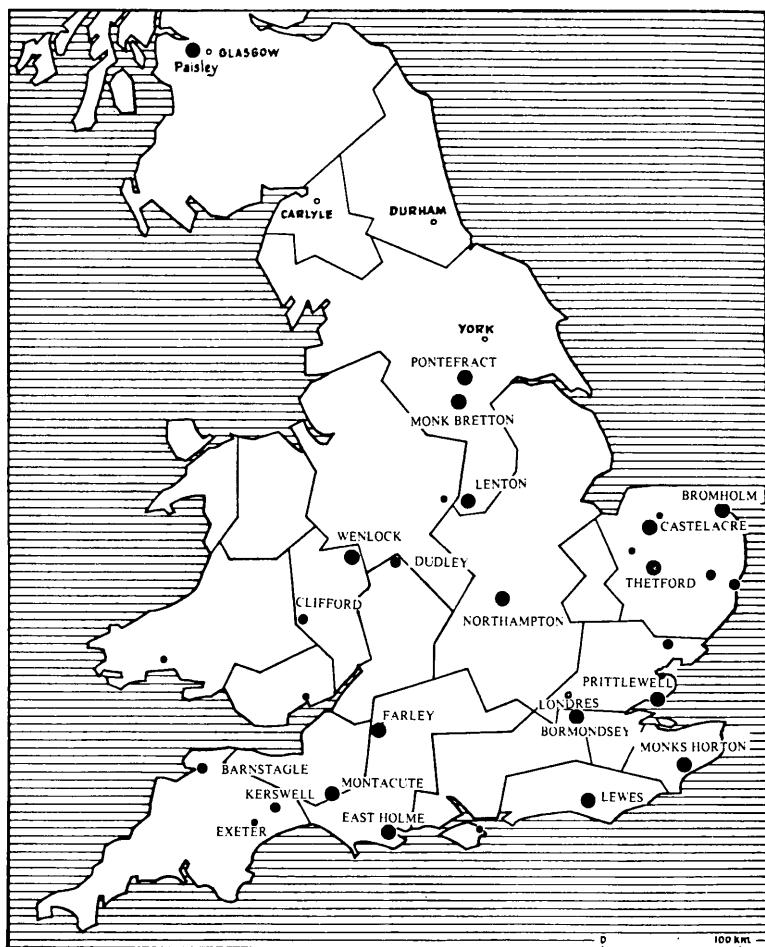 GLASGOW
Paisley
CARLYLE
DURHAM
YORK
PONTEFRACT
MONK BRETTON
LENTON
BROMHOLM
CASTELACRE
WENLOCK
DUDLEY
THETFORD
CLIFFORD
NORTHAMPTON
PRITTLEWELL
LONDRES
BORMONDSEY
FARLEY
MONKS HORTON
BARNSTAGLE
MONTACUTE
KERSWELL
LEWES
EAST HOLME
EXETER
0 100 km